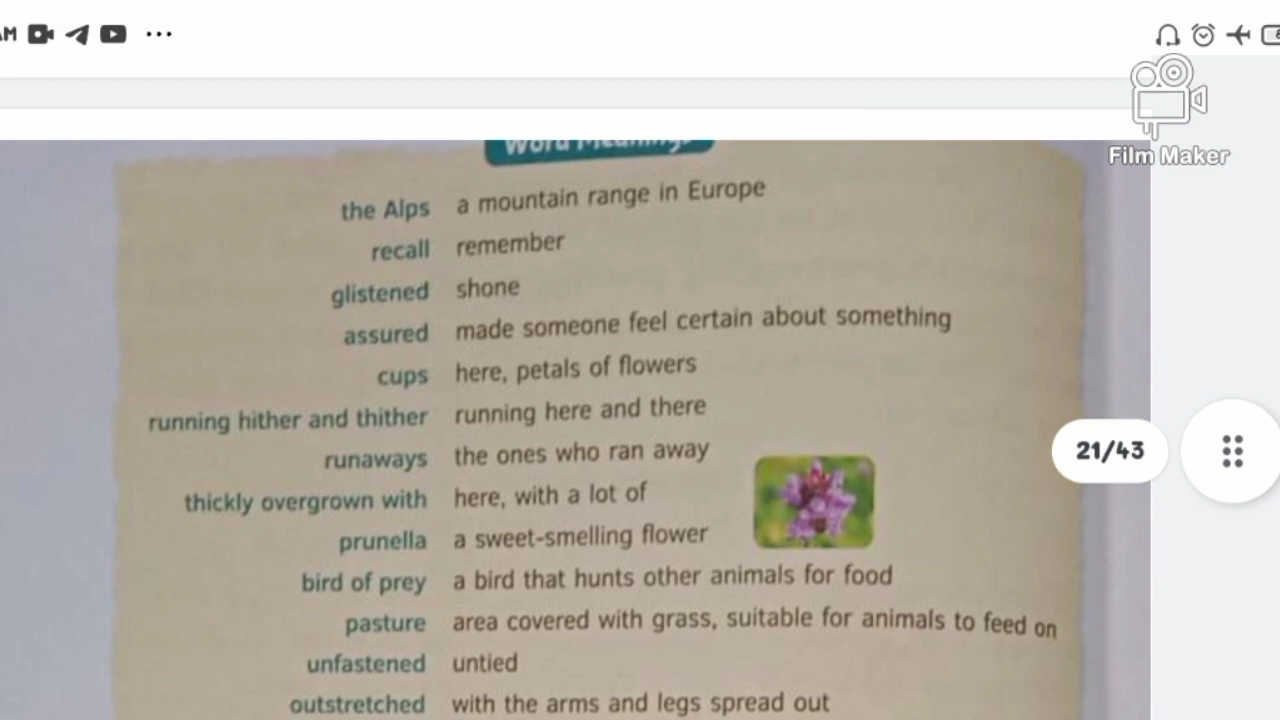 AM
Film Maker
Word Meanings
the Alps a mountain range in Europe
recall remember
glistened shone
assured made someone feel certain about something
cups here, petals of flowers
running hither and thither running here and there
21/43
runaways the ones who ran away
thickly overgrown with here, with a lot of
prunella a sweet-smelling flower
bird of prey a bird that hunts other animals for food
pasture area covered with grass, suitable for animals to feed on
unfastened untied
outstretched with the arms and legs spread out